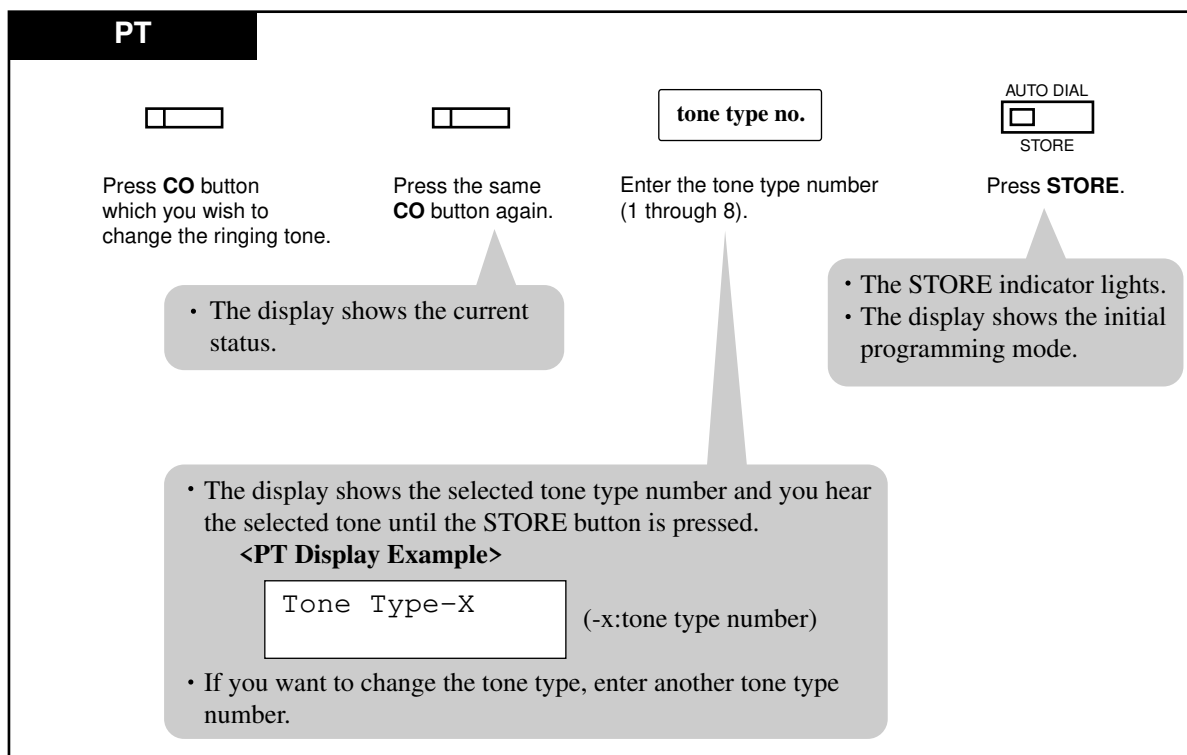 PT
tone type no.
AUTO DIAL
STORE
Press CO button
which you wish to
change the ringing tone.
Press the same
CO button again.
Enter the tone type number
(1 through 8).
Press STORE.
・The display shows the current
status.
・The STORE indicator lights.
・The display shows the initial
programming mode.
・The display shows the selected tone type number and you hear
the selected tone until the STORE button is pressed.
<PT Display Example>
Tone Type–X
(-x:tone type number)
・If you want to change the tone type, enter another tone type
number.